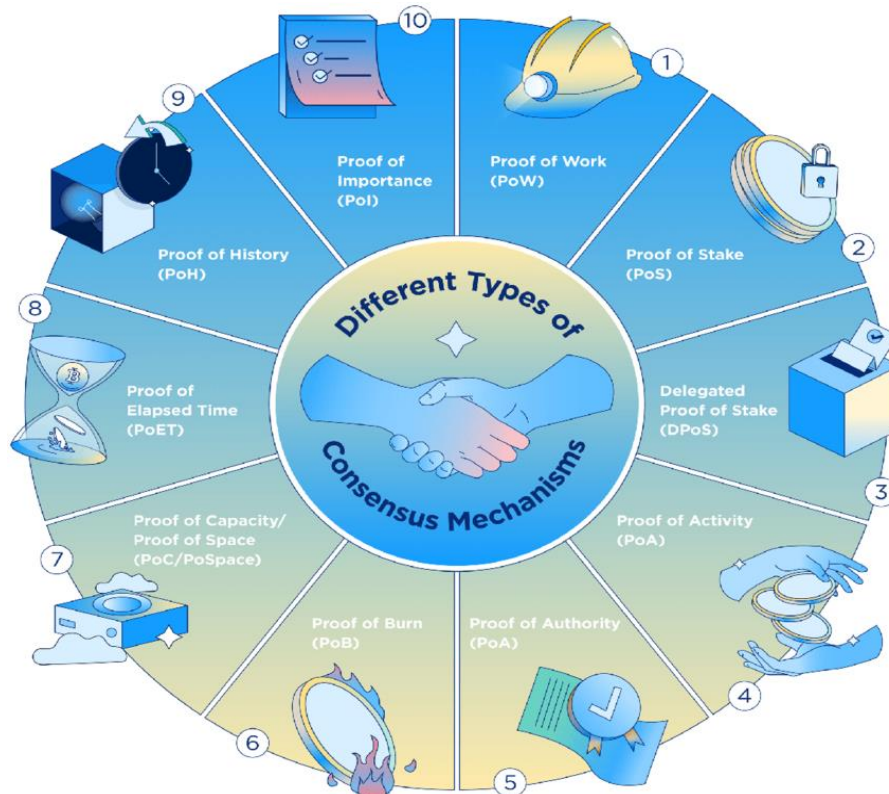 Different Types of
Consensus Mechanisms
1
Proof of Work
(PoW)
2
Proof of Stake
(PoS)
3
Delegated
Proof of Stake
(DPoS)
4
Proof of Activity
(PoA)
5
Proof of Authority
(PoA)
6
Proof of Burn
(PoB)
7
Proof of Capacity/
Proof of Space
(PoC/PoSpace)
8
Proof of
Elapsed Time
(PoET)
9
Proof of History
(PoH)
10
Proof of
Importance
(PoI)